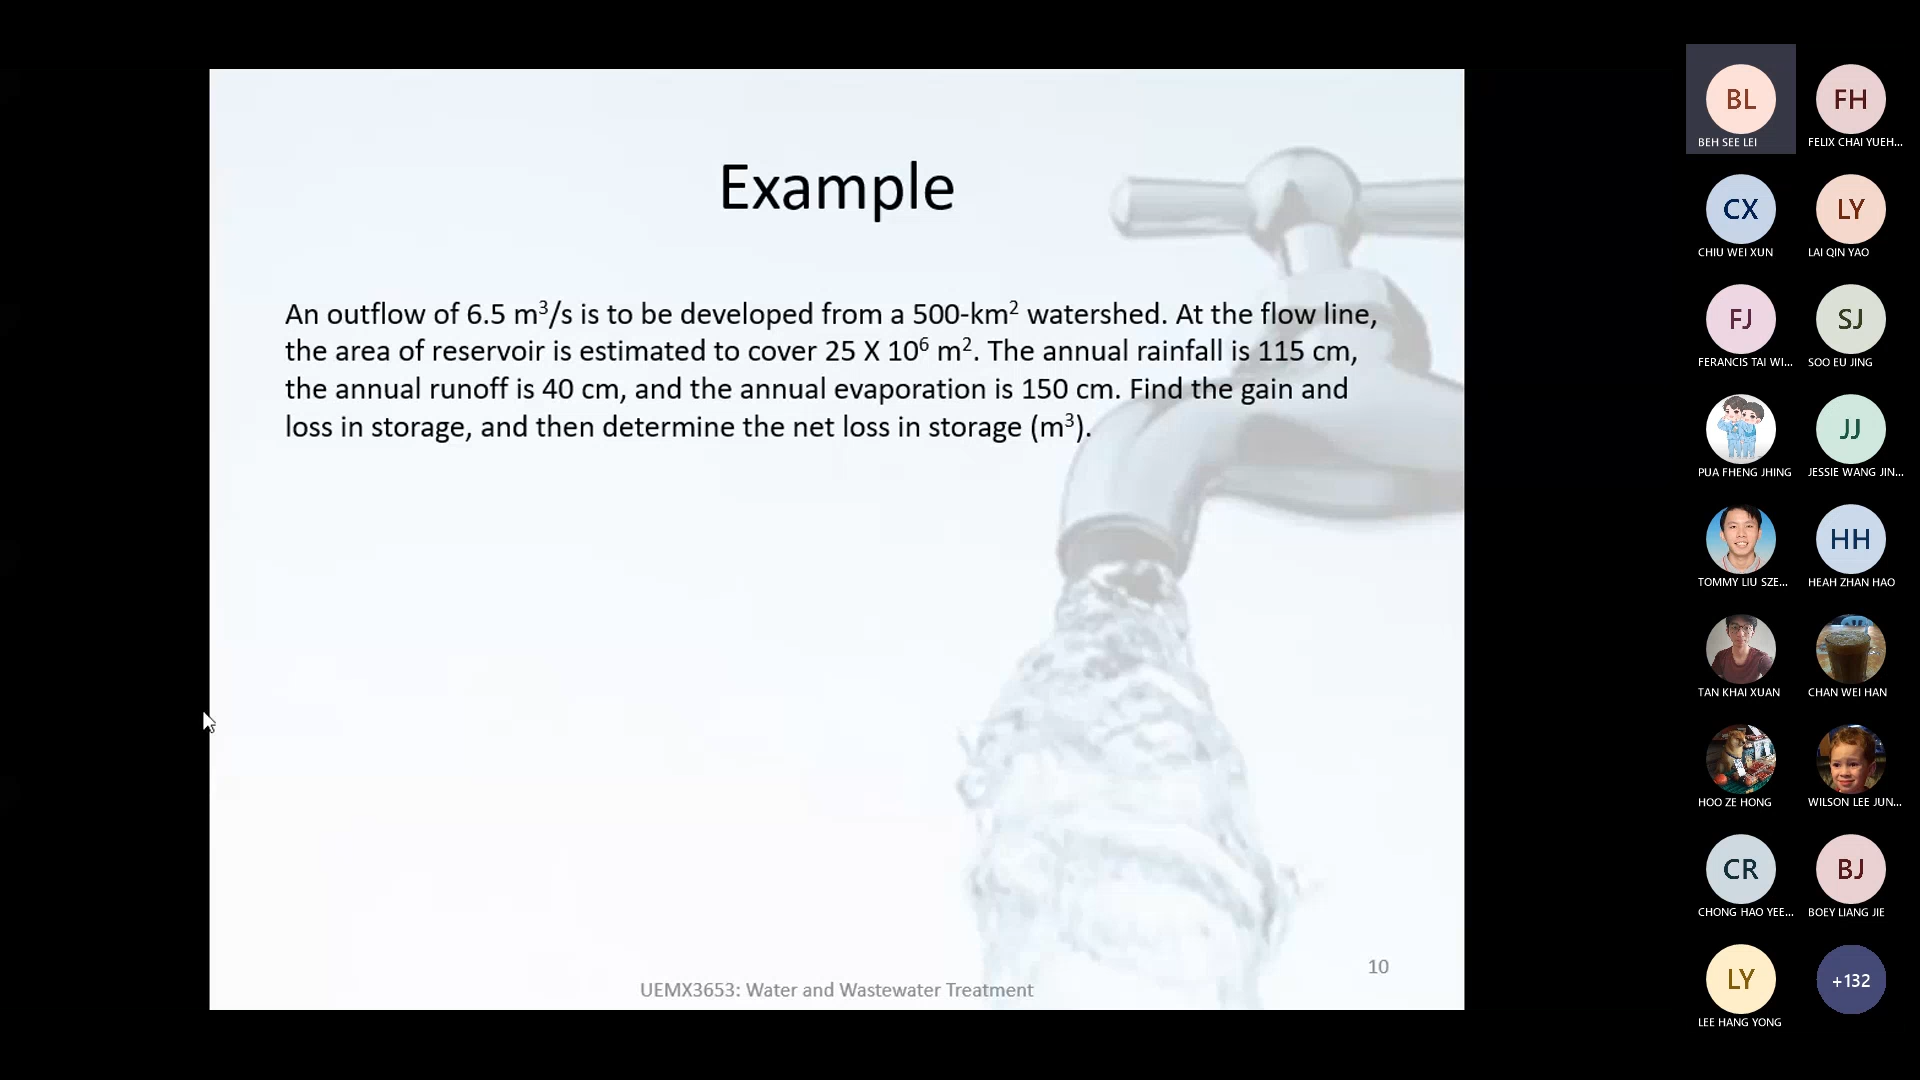 Example
An outflow of 6.5 m³/s is to be developed from a 500-km² watershed. At the flow line,
the area of reservoir is estimated to cover 25 X 10⁶ m². The annual rainfall is 115 cm,
the annual runoff is 40 cm, and the annual evaporation is 150 cm. Find the gain and
loss in storage, and then determine the net loss in storage (m³).
10
UEMX3653: Water and Wastewater Treatment
BL
BEH SEE LEI
FH
FELIX CHAI YUEH...
CX
CHIU WEI XUN
LY
LAI QIN YAO
FJ
FERANCIS TAI WI...
SJ
SOO EU JING
PUA FHENG JHING
JJ
JESSIE WANG JIN...
TOMMY LIU SZE...
HH
HEAH ZHAN HAO
TAN KHAI XUAN
CHAN WEI HAN
HOO ZE HONG
WILSON LEE JUN...
CR
CHONG HAO YEE...
BJ
BOEY LIANG JIE
LY
LEE HANG YONG
+132